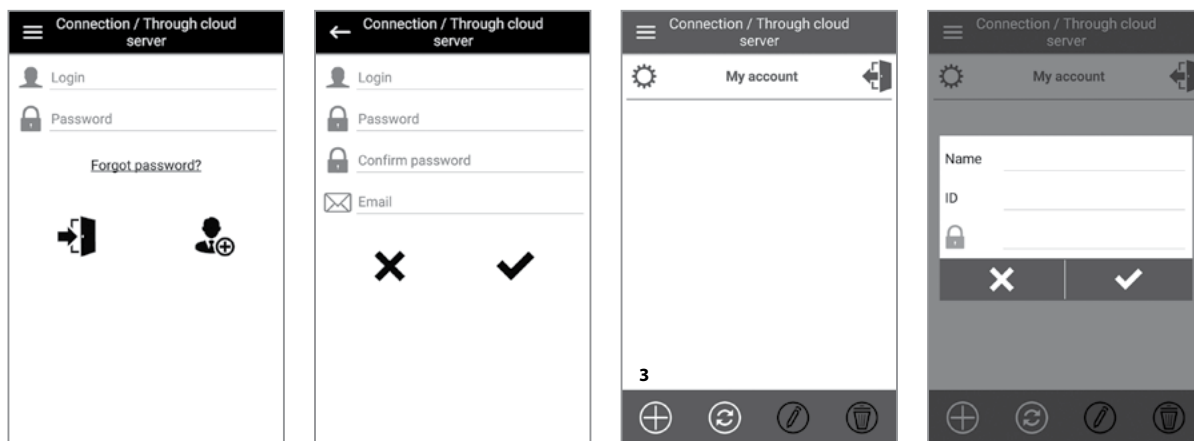 Connection / Through cloud
server
Login
Password
Forgot password?
Connection / Through cloud
server
Login
Password
Confirm password
Email
Connection / Through cloud
server
My account
3
Connection / Through cloud
server
My account
Name
ID